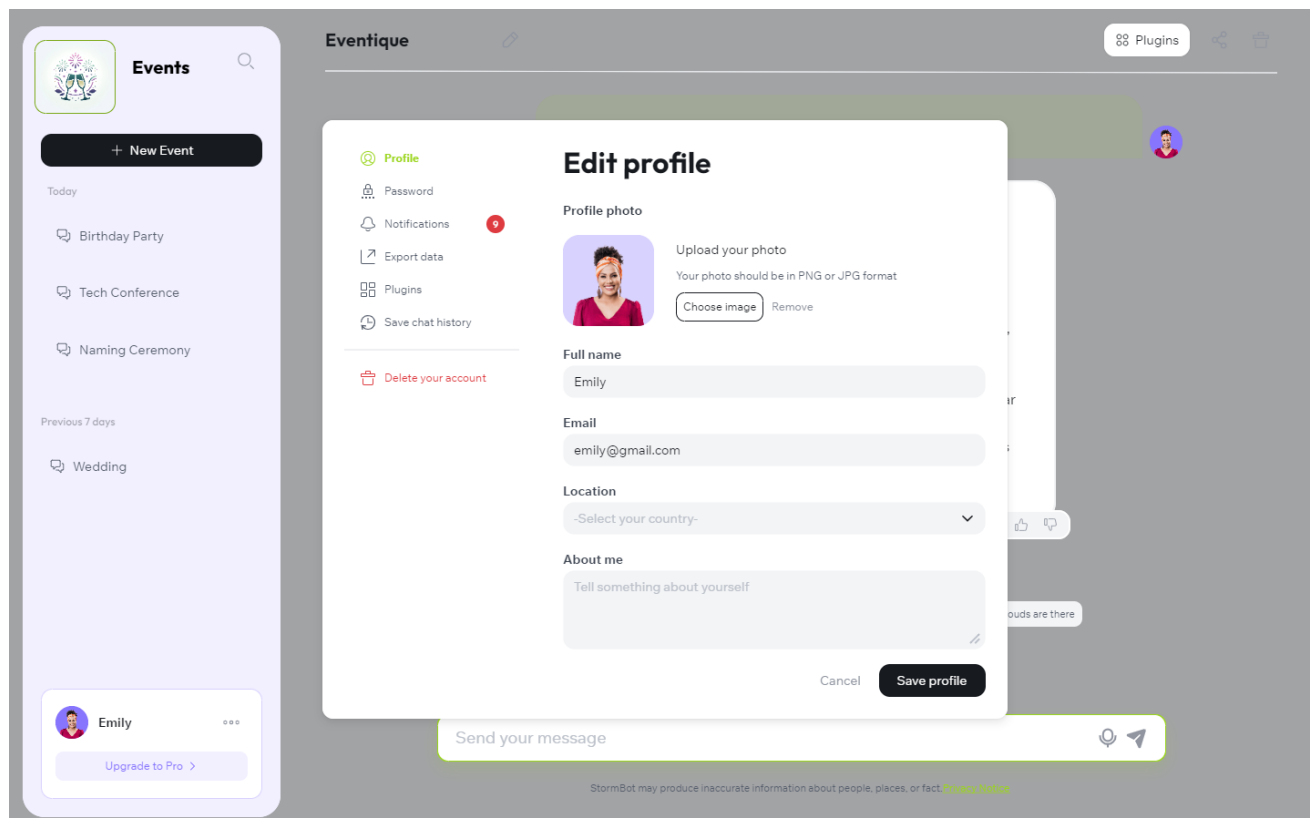 Events
+ New Event
Today
Birthday Party
Tech Conference
Naming Ceremony
Previous 7 days
Wedding
Emily
Upgrade to Pro >
Eventique
Plugins
Profile
Password
Notifications 9
Export data
Plugins
Save chat history
Delete your account
Edit profile
Profile photo
Upload your photo
Your photo should be in PNG or JPG format
Choose image Remove
Full name
Emily
Email
emily@gmail.com
Location
-Select your country-
About me
Tell something about yourself
Cancel Save profile
ar
s
ouds are there
Send your message
StormBot may produce inaccurate information about people, places, or fact. Privacy Notice